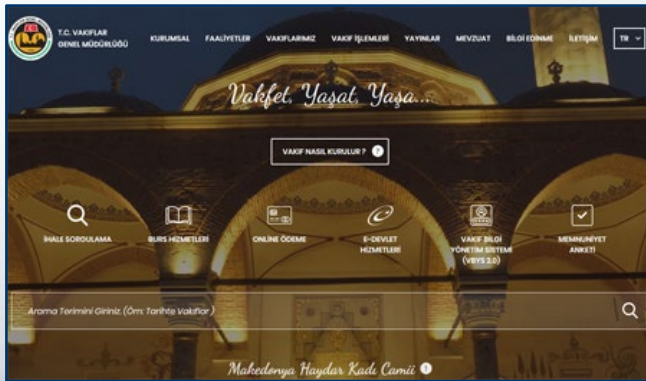 T.C. VAKIFLAR
GENEL MÜDÜRLÜĞÜ
KURUMSAL FAALİYETLER VAKIFLARIMIZ VAKIF İŞLEMLERİ YAYINLAR MEVZUAT BİLGİ EDİNME İLETİŞİM TR
Vakfet, Yaşat, Yaşa...
VAKIF NASIL KURULUR ? ?
İHALE SORGULAMA
BURS HİZMETLERİ
ONLINE ÖDEME
E-DEVLET
HİZMETLERİ
VAKIF BİLGİ
YÖNETİM SİSTEMİ
(VBYS 2.0)
MEMNUNİYET
ANKETİ
Arama Terimini Giriniz. (Örn: Tarihte Vakıflar )
Makedonya Haydar Kadı Camii